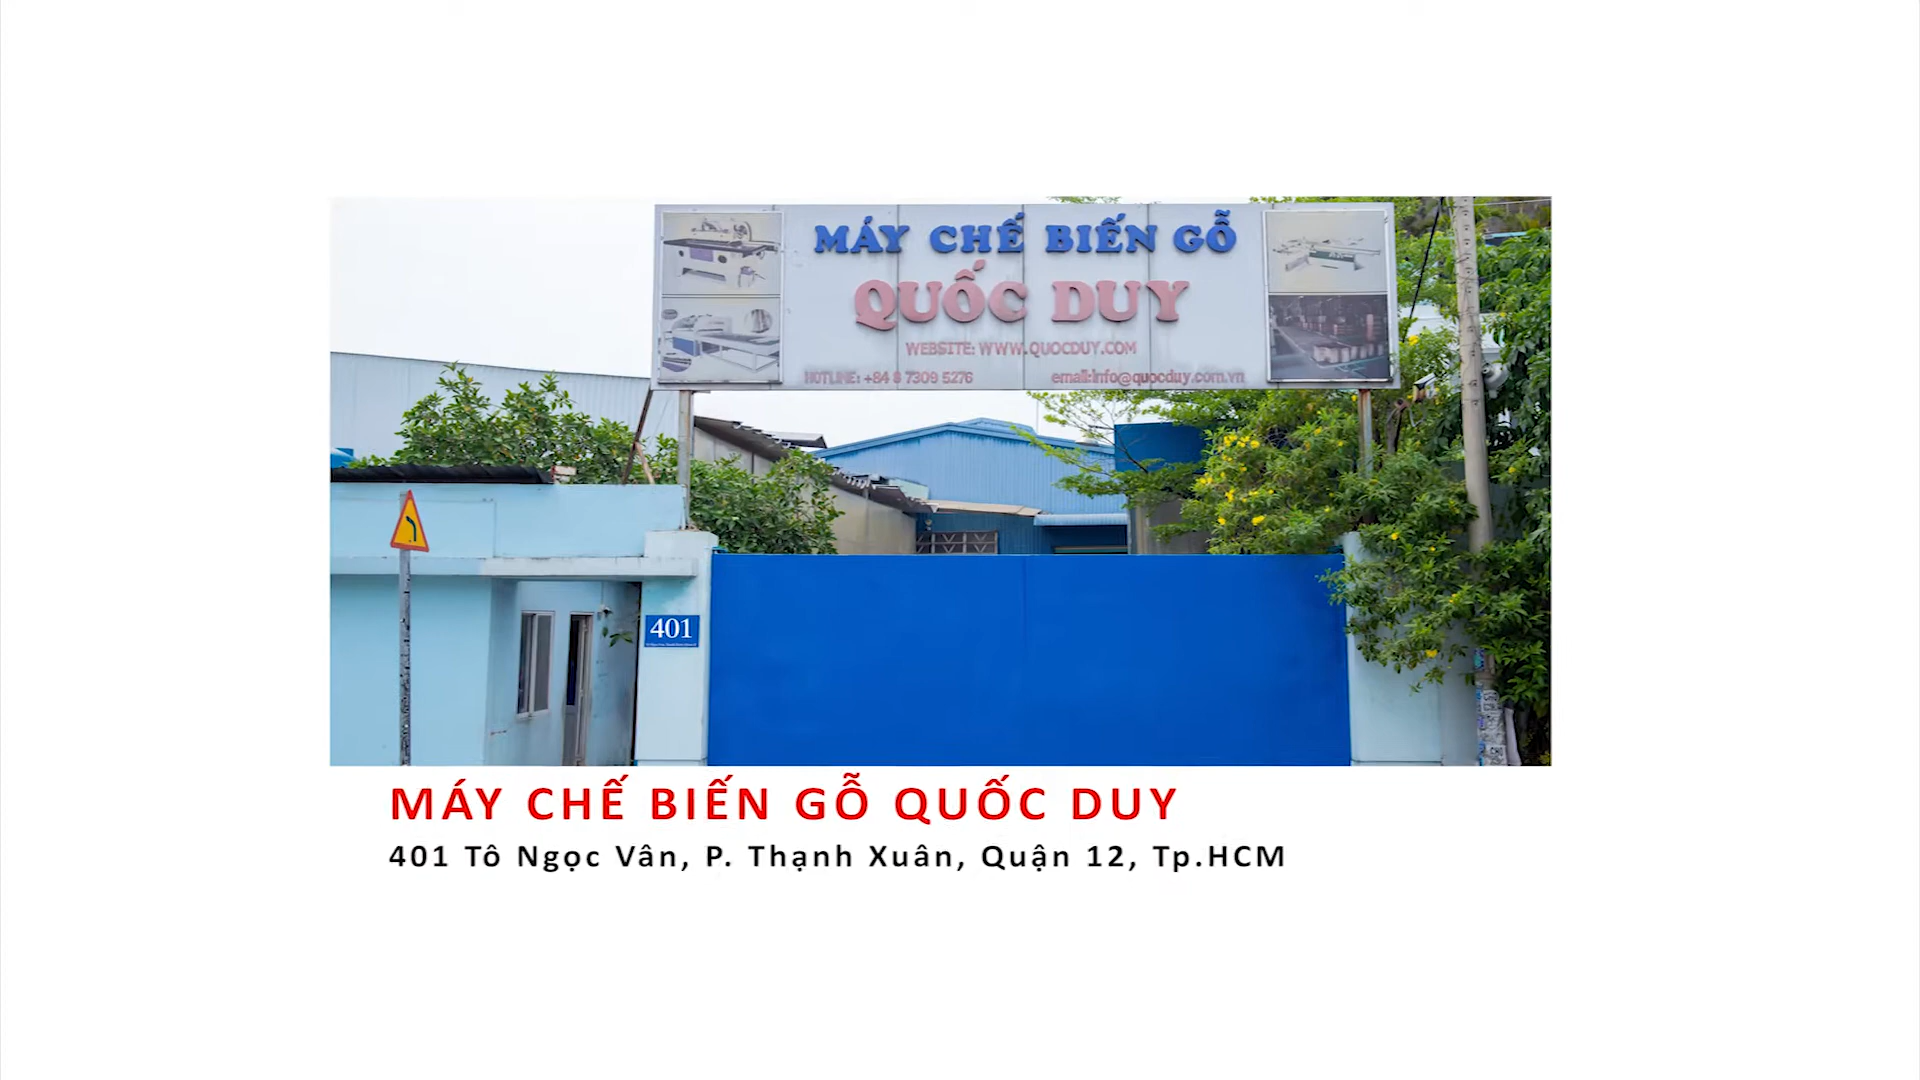 MÁY CHẾ BIẾN GỖ
QUỐC DUY
WEBSITE: WWW.QUOCDUY.COM
HOTLINE: +84 8 7309 5276
email:info@quocduy.com.vn
401
MÁY CHẾ BIẾN GỖ QUỐC DUY
401 Tô Ngọc Vân, P. Thạnh Xuân, Quận 12, Tp.HCM